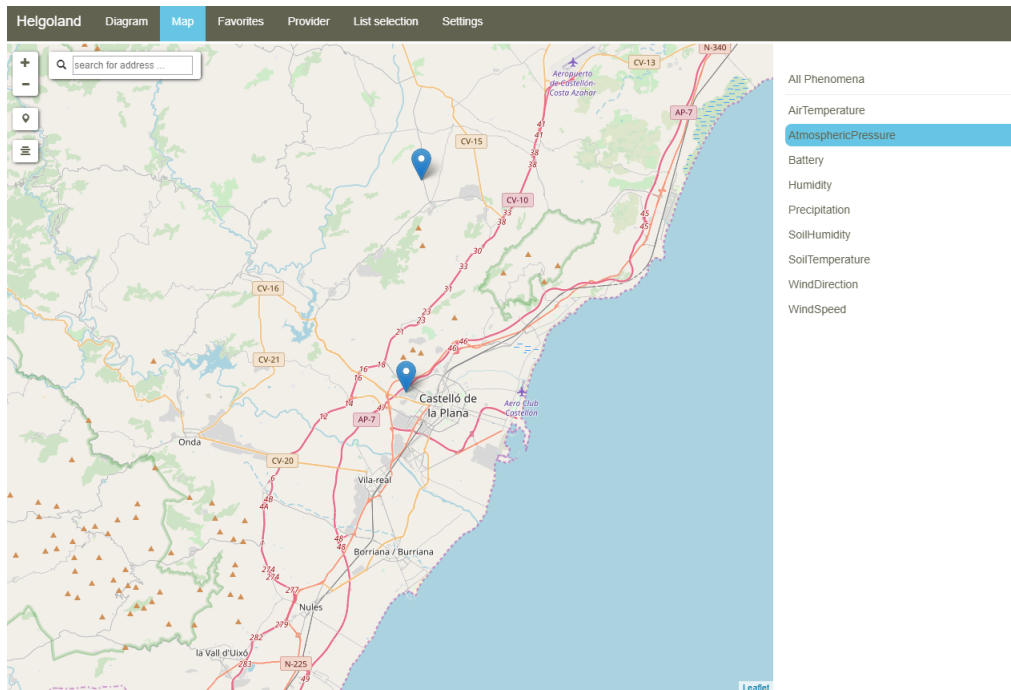 Helgoland Diagram Map Favorites Provider List selection Settings
+
−
search for address ...
N-340
CV-13
Aeropuerto
de Castellón-
Costa Azahar
AP-7
41
41
CV-15
38
38
CV-10
33
38
45
45
30
33
31
CV-16
23
23
21
46
46
CV-21
18
16
16
Castelló de
la Plana
Aero Club
Castellón
14
47
12
AP-7
Onda
CV-20
6
Vila-real
4B
4A
48
48
Borriana / Burriana
274
274
277
Nules
279
282
la Vall d'Uixó
283
N-225
49
Leaflet
All Phenomena
AirTemperature
AtmosphericPressure
Battery
Humidity
Precipitation
SoilHumidity
SoilTemperature
WindDirection
WindSpeed